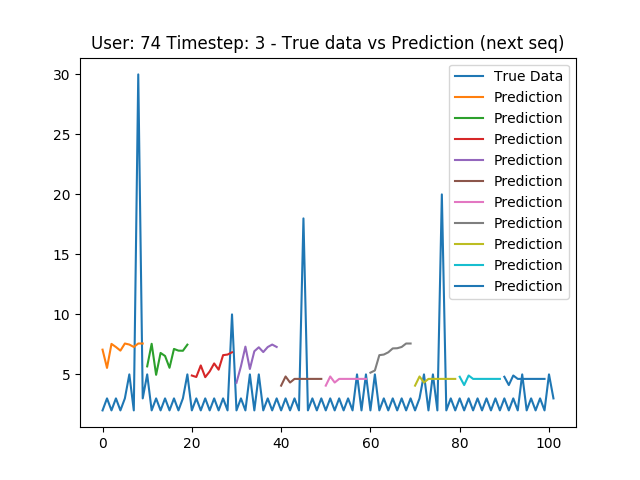 User: 74 Timestep: 3 - True data vs Prediction (next seq)
30
25
20
15
10
5
0
20
40
60
80
100
True Data
Prediction
Prediction
Prediction
Prediction
Prediction
Prediction
Prediction
Prediction
Prediction
Prediction